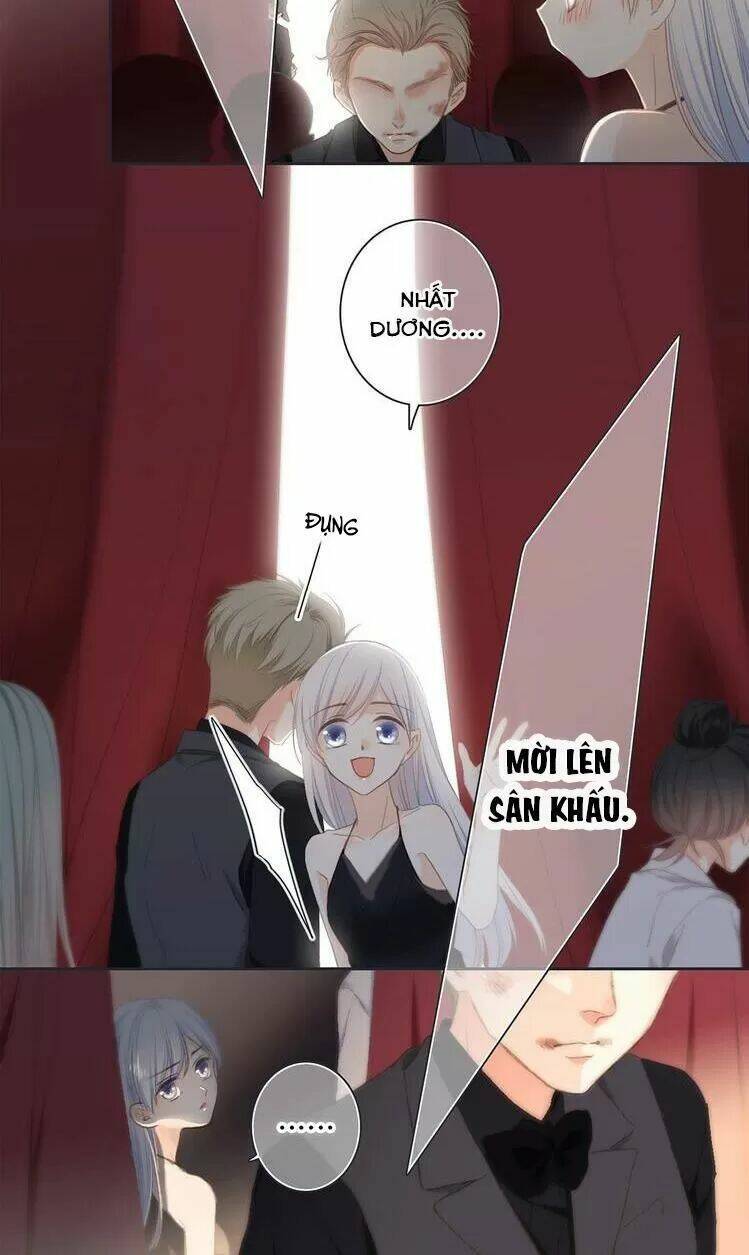 NHẤT
DƯƠNG....
ĐỤNG
MỜI LÊN
SÂN KHẤU.
......